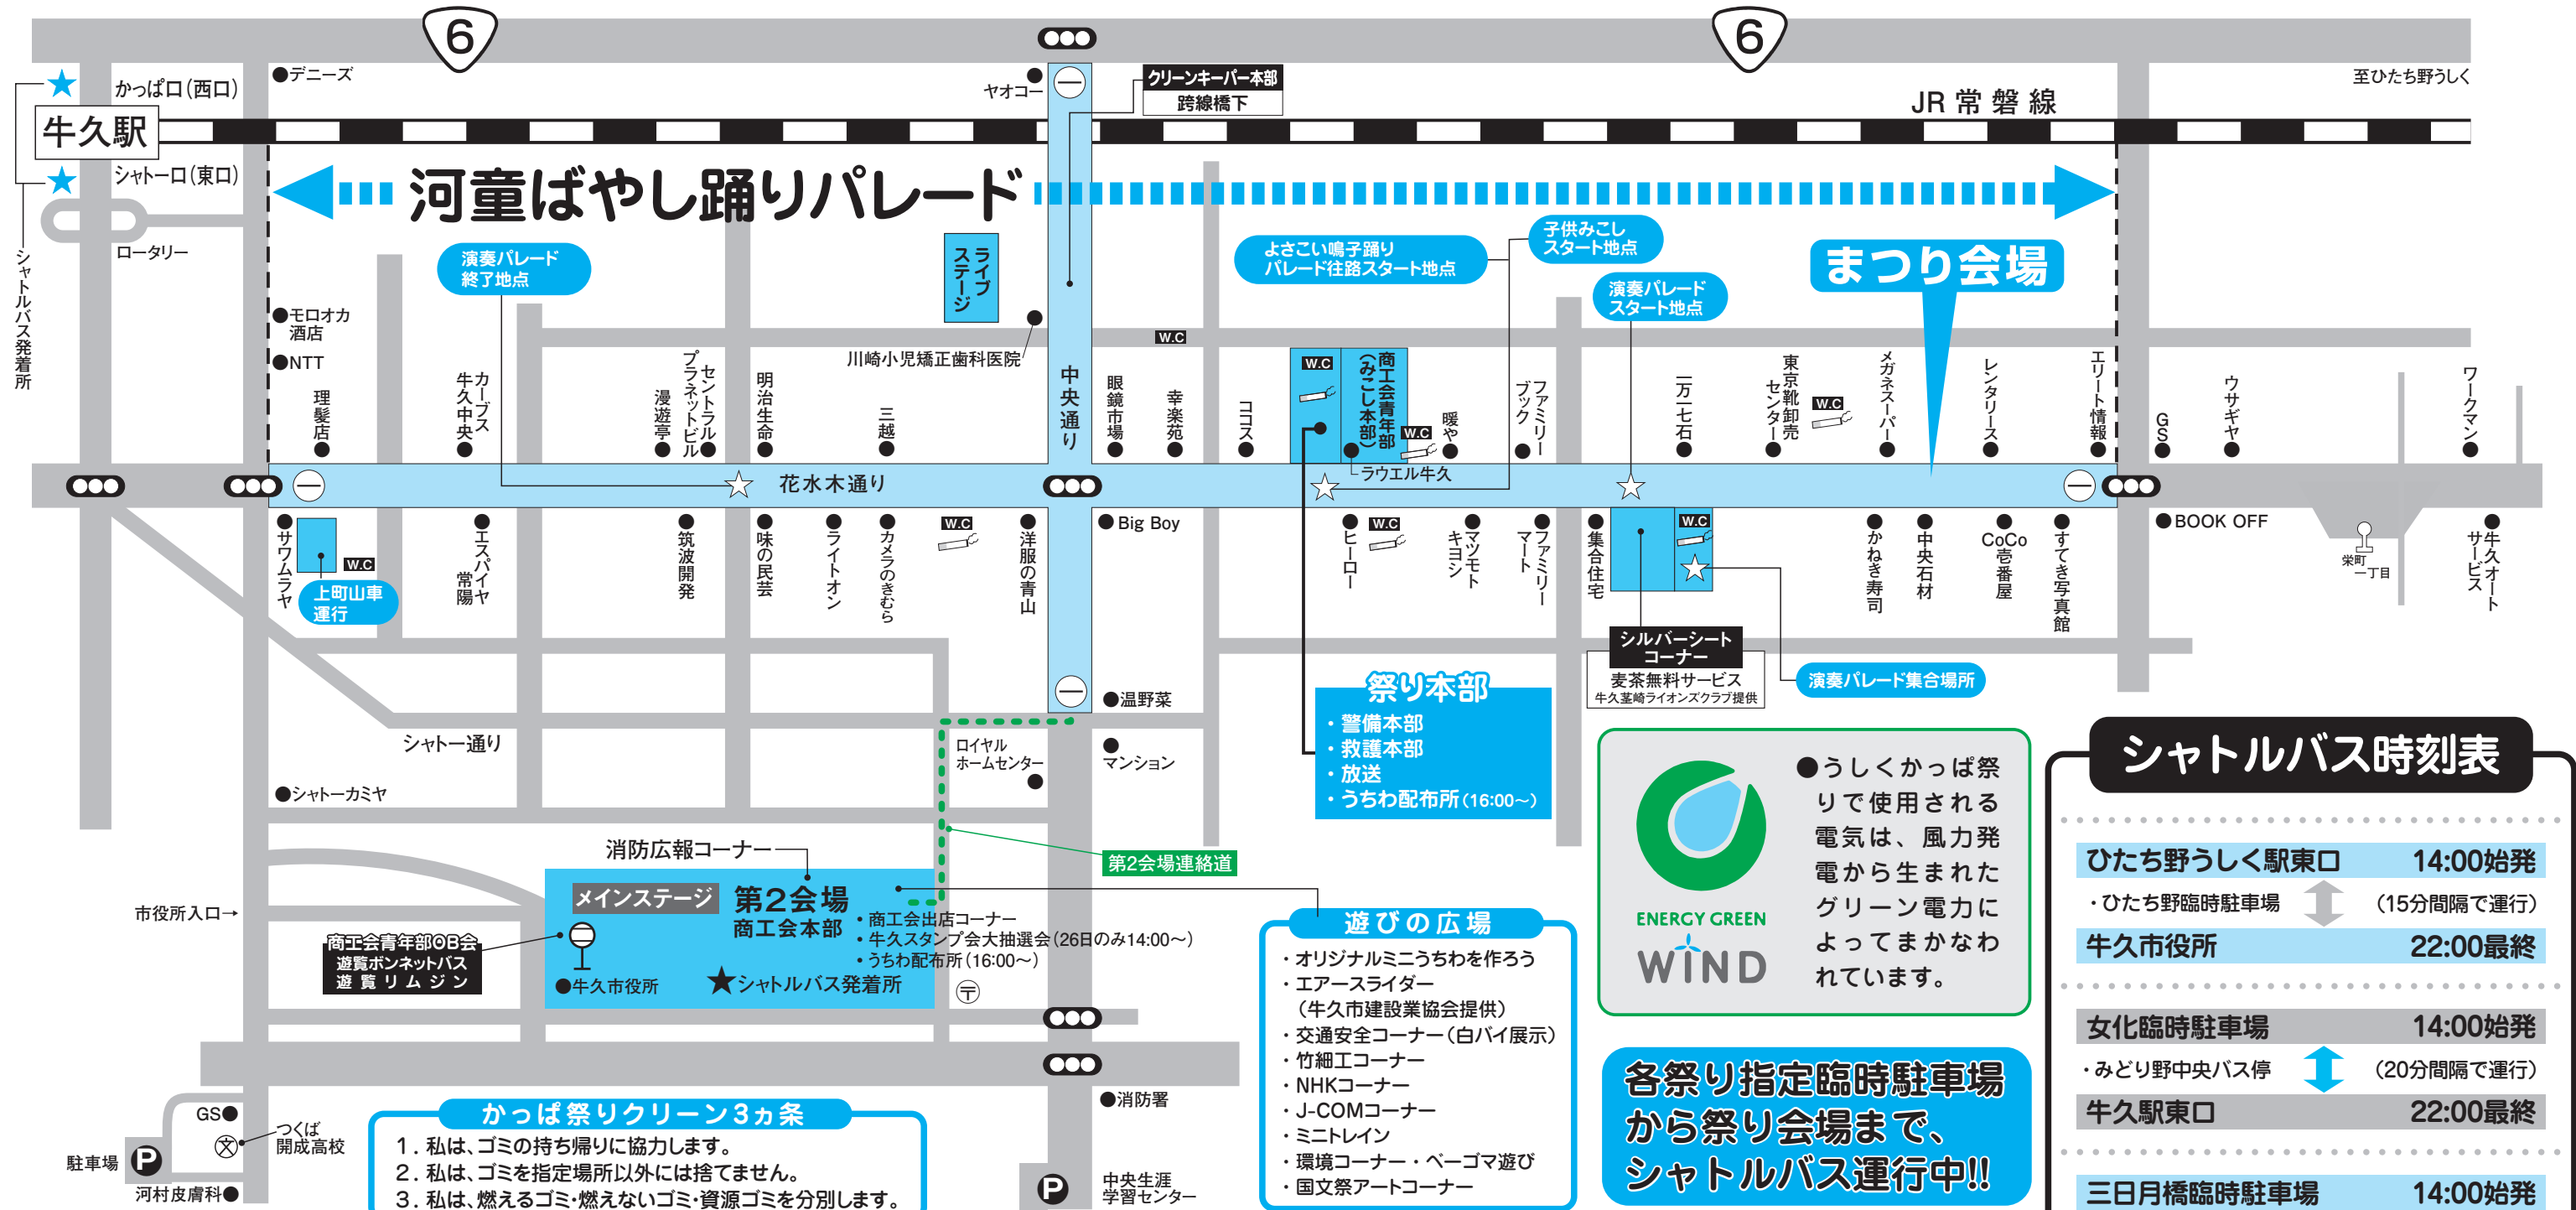 6
6
かっぱ口（西口）
デニーズ
ヤオコー
クリーンキーパー本部
跨線橋下
至ひたち野うしく
JR 常 磐 線
牛久駅
シャトー口（東口）
河童ばやし踊りパレード
ロータリー
シャトルバス発着所
演奏パレード
終了地点
ライブ
ステージ
よさこい鳴子踊り
パレード往路スタート地点
子供みこし
スタート地点
演奏パレード
スタート地点
まつり会場
モロオカ
酒店
NTT
川崎小児矯正歯科医院
W.C
理髪店
カーブス
牛久中央
漫遊亭
セントラル
プラネットビル
明治生命
三越
中央通り
眼鏡市場
幸楽苑
ココス
W.C
商工会青年部
（みこし本部）
W.C
ラウエル牛久
暖や
ファミリー
ブック
一万一七石
東京靴卸売
センター
W.C
メガネスーパー
レンタリース
エリート情報
GS
ウサギヤ
ワークマン
花水木通り
サワムラヤ
上町山車
運行
W.C
エスパイヤ
常陽
筑波開発
味の民芸
ライトオン
カメラのきむら
W.C
洋服の青山
Big Boy
ヒーロー
W.C
マツモト
キヨシ
ファミリー
マート
集合住宅
W.C
かねき寿司
中央石材
CoCo
壱番屋
すてき写真館
BOOK OFF
栄町
一丁目
牛久オート
サービス
シルバーシート
コーナー
麦茶無料サービス
牛久茎崎ライオンズクラブ提供
演奏パレード集合場所
祭り本部
・警備本部
・救護本部
・放送
・うちわ配布所（16:00〜）
温野菜
シャトー通り
ロイヤル
ホームセンター
マンション
シャトーカミヤ
消防広報コーナー
第2会場連絡道
市役所入口→
メインステージ
第2会場
商工会本部
・商工会出店コーナー
・牛久スタンプ会大抽選会（26日のみ14:00〜）
・うちわ配布所（16:00〜）
商工会青年部OB会
遊覧ボンネットバス
遊覧リムジン
牛久市役所
★シャトルバス発着所
〒
遊びの広場
・オリジナルミニうちわを作ろう
・エアースライダー
（牛久市建設業協会提供）
・交通安全コーナー（白バイ展示）
・竹細工コーナー
・NHKコーナー
・J-COMコーナー
・ミニトレイン
・環境コーナー・ベーゴマ遊び
・国文祭アートコーナー
ENERGY GREEN
WIND
●うしくかっぱ祭
りで使用される
電気は、風力発
電から生まれた
グリーン電力に
よってまかなわ
れています。
各祭り指定臨時駐車場
から祭り会場まで、
シャトルバス運行中!!
シャトルバス時刻表
ひたち野うしく駅東口 14:00始発
・ひたち野臨時駐車場 （15分間隔で運行）
牛久市役所 22:00最終
女化臨時駐車場 14:00始発
・みどり野中央バス停 （20分間隔で運行）
牛久駅東口 22:00最終
三日月橋臨時駐車場 14:00始発
GS
文
つくば
開成高校
駐車場
P
河村皮膚科
かっぱ祭りクリーン3ヵ条
1．私は、ゴミの持ち帰りに協力します。
2．私は、ゴミを指定場所以外には捨てません。
3．私は、燃えるゴミ・燃えないゴミ・資源ゴミを分別します。
消防署
P
中央生涯
学習センター